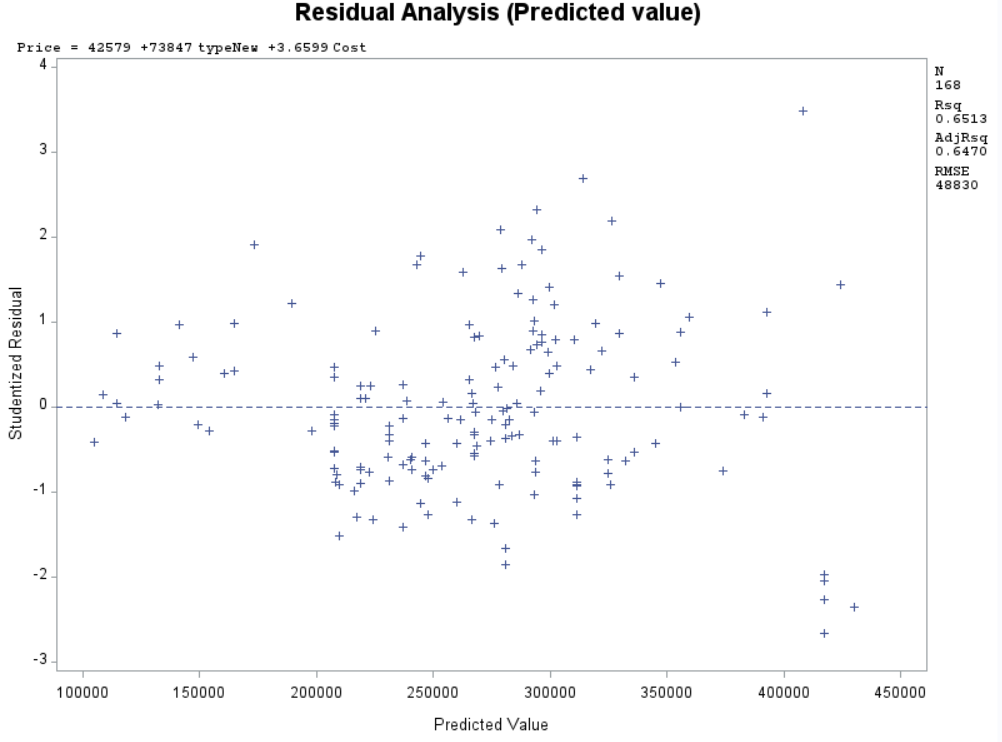 Residual Analysis (Predicted value)
Price = 42579 +73847 typeNew +3.6599 Cost
N
168
Rsq
0.6513
AdjRsq
0.6470
RMSE
48830
Studentized Residual
4
3
2
1
0
-1
-2
-3
100000 150000 200000 250000 300000 350000 400000 450000
Predicted Value